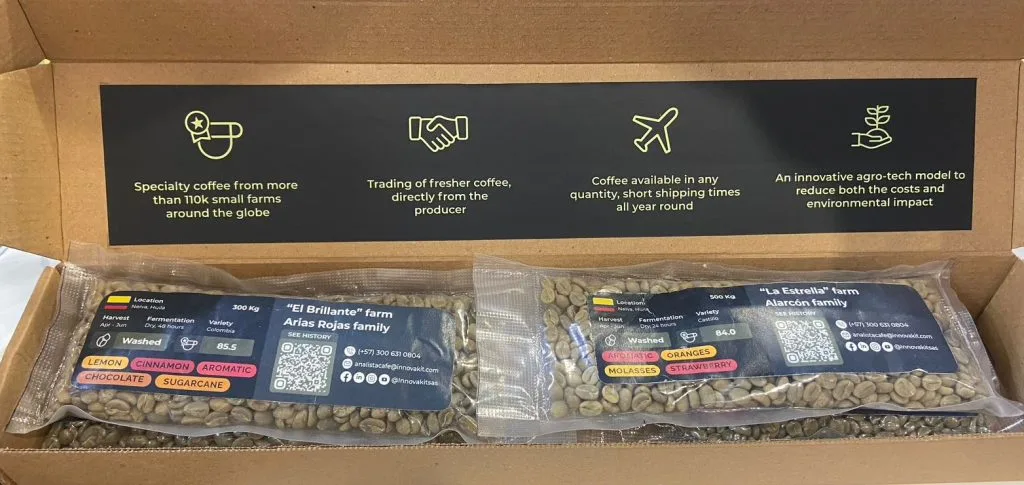 Specialty coffee from more
than 110k small farms
around the globe
Trading of fresher coffee,
directly from the
producer
Coffee available in any
quantity, short shipping times
all year round
An innovative agro-tech model to
reduce both the costs and
environmental impact
Location
Neiva, Huila
300 Kg
Harvest
Apr - Jun
Fermentation
Dry, 48 hours
Variety
Colombia
Washed
85.5
LEMON
CINNAMON
AROMATIC
CHOCOLATE
SUGARCANE
"El Brillante" farm
Arias Rojas family
SEE HISTORY
(+57) 300 631 0804
analistacafe@innovakit.com
@Innovakitsas
Location
Neiva, Huila
500 Kg
Harvest
Apr - Jun
Fermentation
Dry, 24 hours
Variety
Castillo
Washed
84.0
AROMATIC
ORANGES
MOLASSES
STRAWBERRY
"La Estrella" farm
Alarcón family
SEE HISTORY
(+57) 300 631 0804
analistacafe@innovakit.com
@Innovakitsas